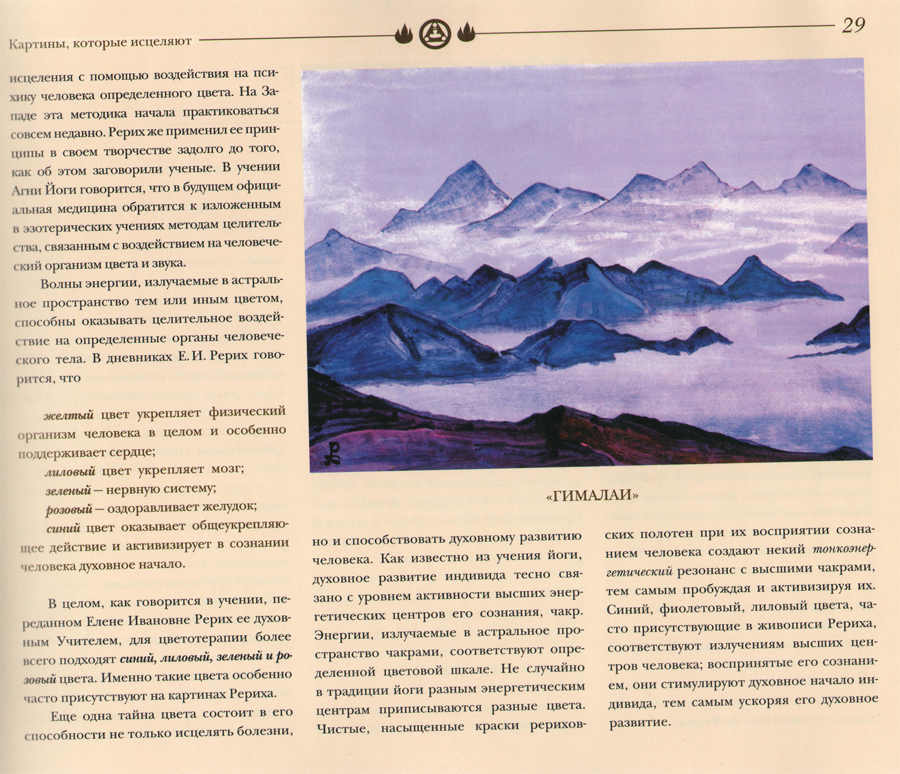 Картины, которые исцеляют
29
исцеления с помощью воздействия на пси-
хику человека определенного цвета. На За-
паде эта методика начала практиковаться
совсем недавно. Рерих же применил ее прин-
ципы в своем творчестве задолго до того,
как об этом заговорили ученые. В учении
Агни Йоги говорится, что в будущем офици-
альная медицина обратится к изложенным
в эзотерических учениях методам целитель-
ства, связанным с воздействием на человече-
ский организм цвета и звука.
Волны энергии, излучаемые в астраль-
ное пространство тем или иным цветом,
способны оказывать целительное воздей-
ствие на определенные органы человече-
ского тела. В дневниках Е. И. Рерих гово-
рится, что
желтый цвет укрепляет физический
организм человека в целом и особенно
поддерживает сердце;
лиловый цвет укрепляет мозг;
зеленый – нервную систему;
розовый – оздоравливает желудок;
синий цвет оказывает общеукрепляю-
щее действие и активизирует в сознании
человека духовное начало.
В целом, как говорится в учении, пе-
реданном Елене Ивановне Рерих ее духов-
ным Учителем, для цветотерапии более
всего подходят синий, лиловый, зеленый и ро-
зовый цвета. Именно такие цвета особенно
часто присутствуют на картинах Рериха.
Еще одна тайна цвета состоит в его
способности не только исцелять болезни,
«ГИМАЛАИ»
но и способствовать духовному развитию
человека. Как известно из учения йоги,
духовное развитие индивида тесно свя-
зано с уровнем активности высших энер-
гетических центров его сознания, чакр.
Энергии, излучаемые в астральное про-
странство чакрами, соответствуют опре-
деленной цветовой шкале. Не случайно
в традиции йоги разным энергетическим
центрам приписываются разные цвета.
Чистые, насыщенные краски рерихов-
ских полотен при их восприятии созна-
нием человека создают некий тонкоэнер-
гетический резонанс с высшими чакрами,
тем самым пробуждая и активизируя их.
Синий, фиолетовый, лиловый цвета, ча-
сто присутствующие в живописи Рериха,
соответствуют излучениям высших цен-
тров человека; воспринятые его сознани-
ем, они стимулируют духовное начало ин-
дивида, тем самым ускоряя его духовное
развитие.